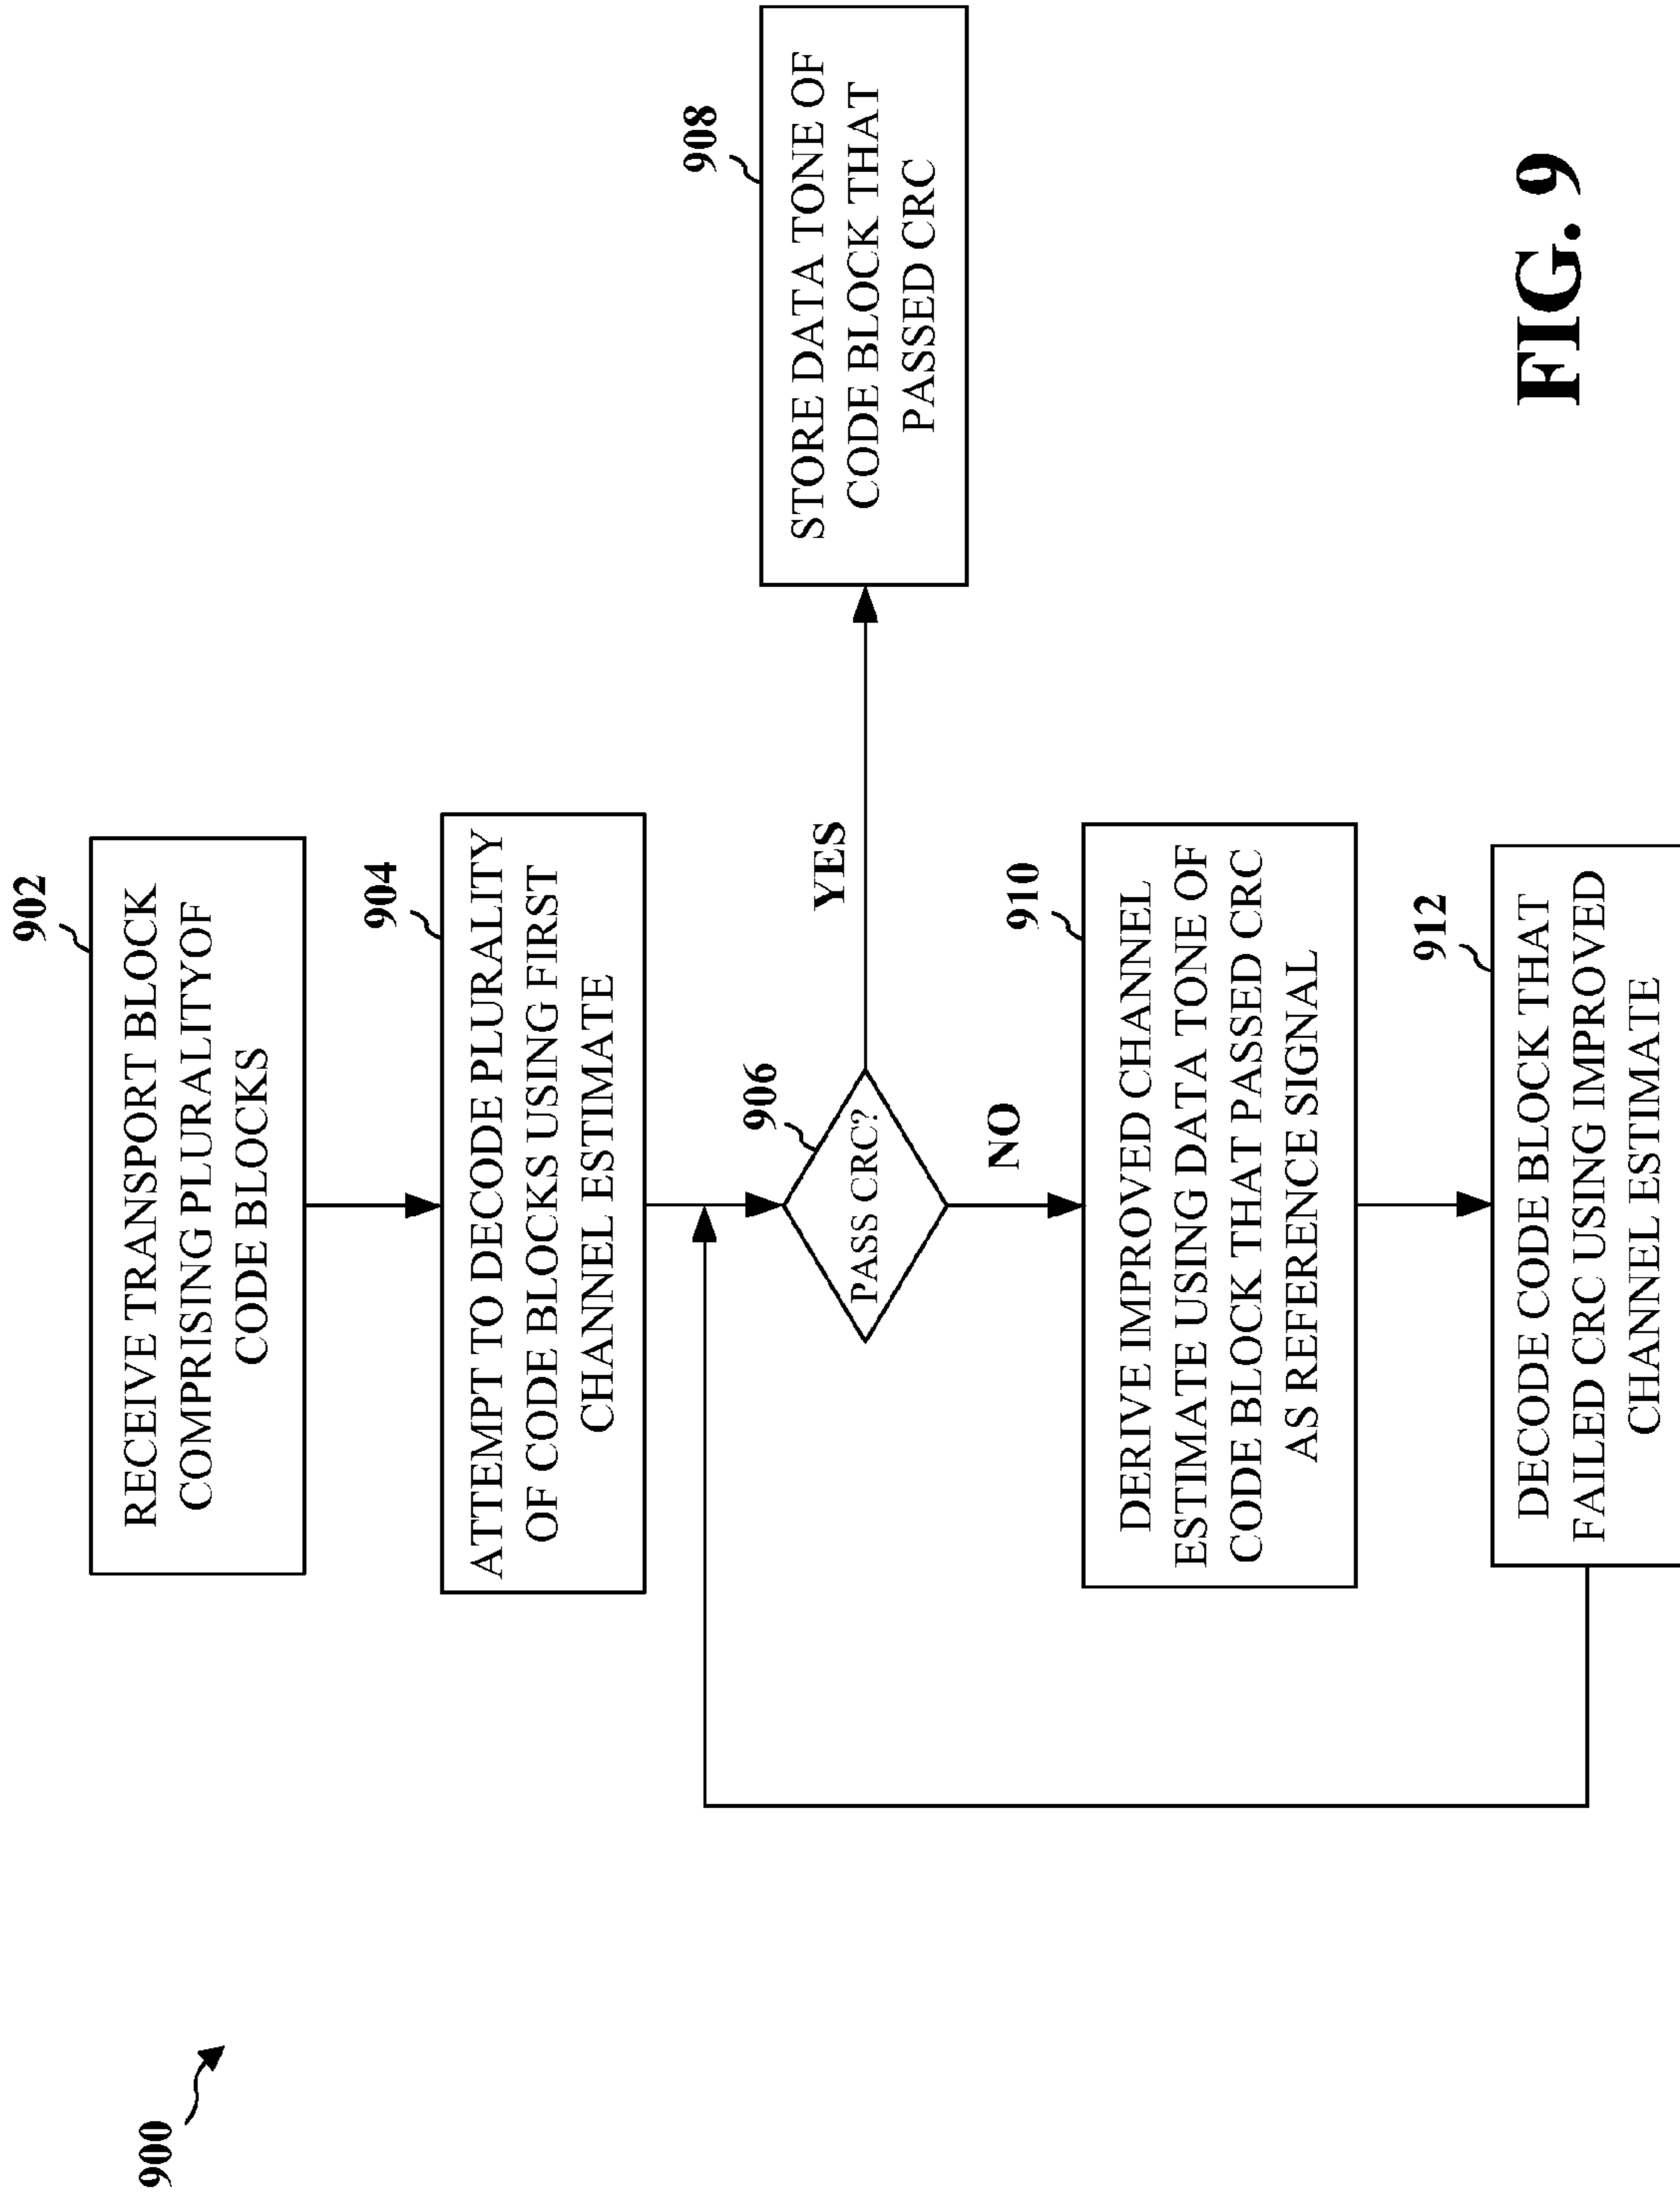 900
902
RECEIVE TRANSPORT BLOCK
COMPRISING PLURALITYOF
CODE BLOCKS
904
ATTEMPT TO DECODE PLURALITY
OF CODE BLOCKS USING FIRST
CHANNEL ESTIMATE
906
PASS CRC?
YES
908
STORE DATA TONE OF
CODE BLOCK THAT
PASSED CRC
NO
910
DERIVE IMPROVED CHANNEL
ESTIMATE USING DATA TONE OF
CODE BLOCK THAT PASSED CRC
AS REFERENCE SIGNAL
912
DECODE CODE BLOCK THAT
FAILED CRC USING IMPROVED
CHANNEL ESTIMATE
FIG. 9